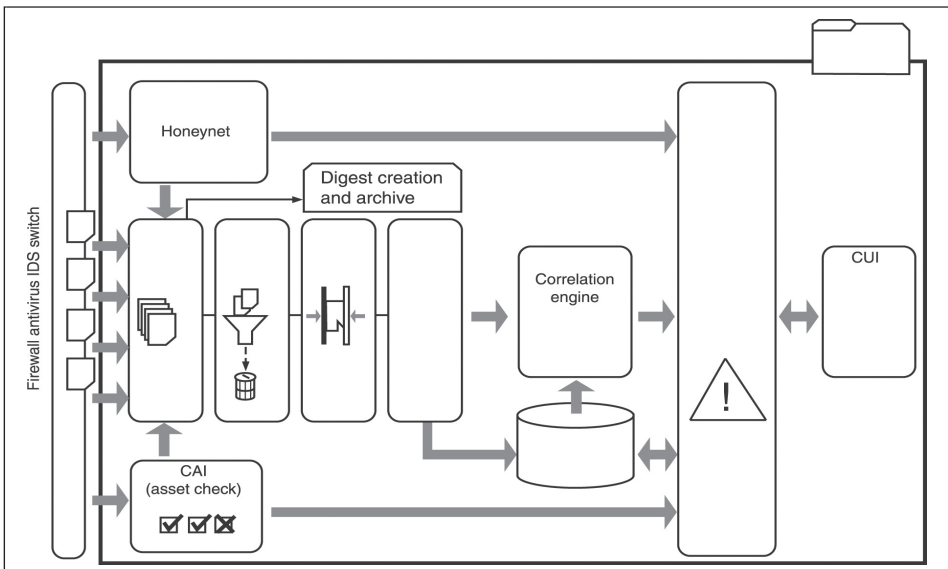 Firewall antivirus IDS switch
Honeynet
Digest creation
and archive
Correlation
engine
CUI
CAI
(asset check)
!